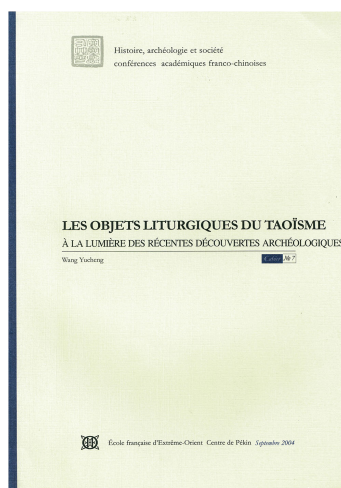 Histoire, archéologie et société
conférences académiques franco-chinoises
LES OBJETS LITURGIQUES DU TAOÏSME
À LA LUMIÈRE DES RÉCENTES DÉCOUVERTES ARCHÉOLOGIQUES
Wang Yucheng
Cahier No 7
École française d'Extrême-Orient Centre de Pékin Septembre 2004